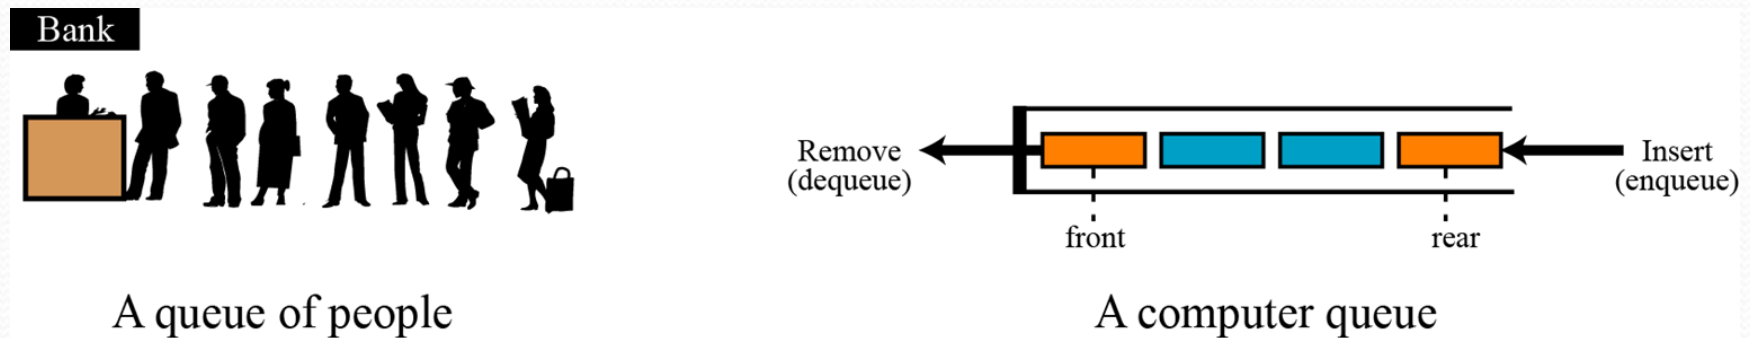 Bank
Remove
(dequeue)
Insert
(enqueue)
front
rear
A queue of people
A computer queue